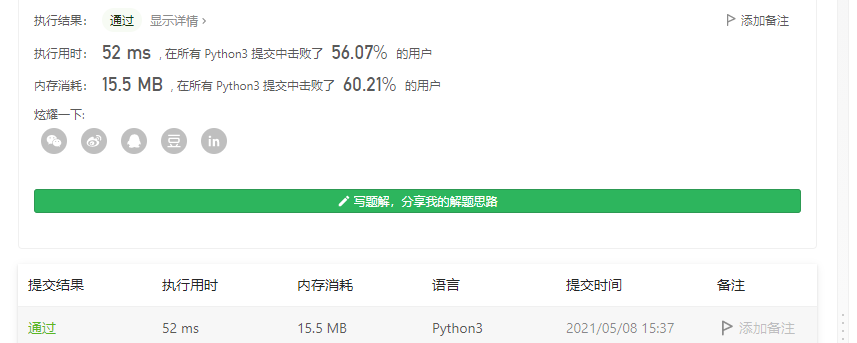 执行结果： 通过 显示详情 › 添加备注
执行用时： 52 ms , 在所有 Python3 提交中击败了 56.07% 的用户
内存消耗： 15.5 MB , 在所有 Python3 提交中击败了 60.21% 的用户
炫耀一下:
豆 in
写题解，分享我的解题思路
提交结果 执行用时 内存消耗 语言 提交时间 备注
通过 52 ms 15.5 MB Python3 2021/05/08 15:37 添加备注